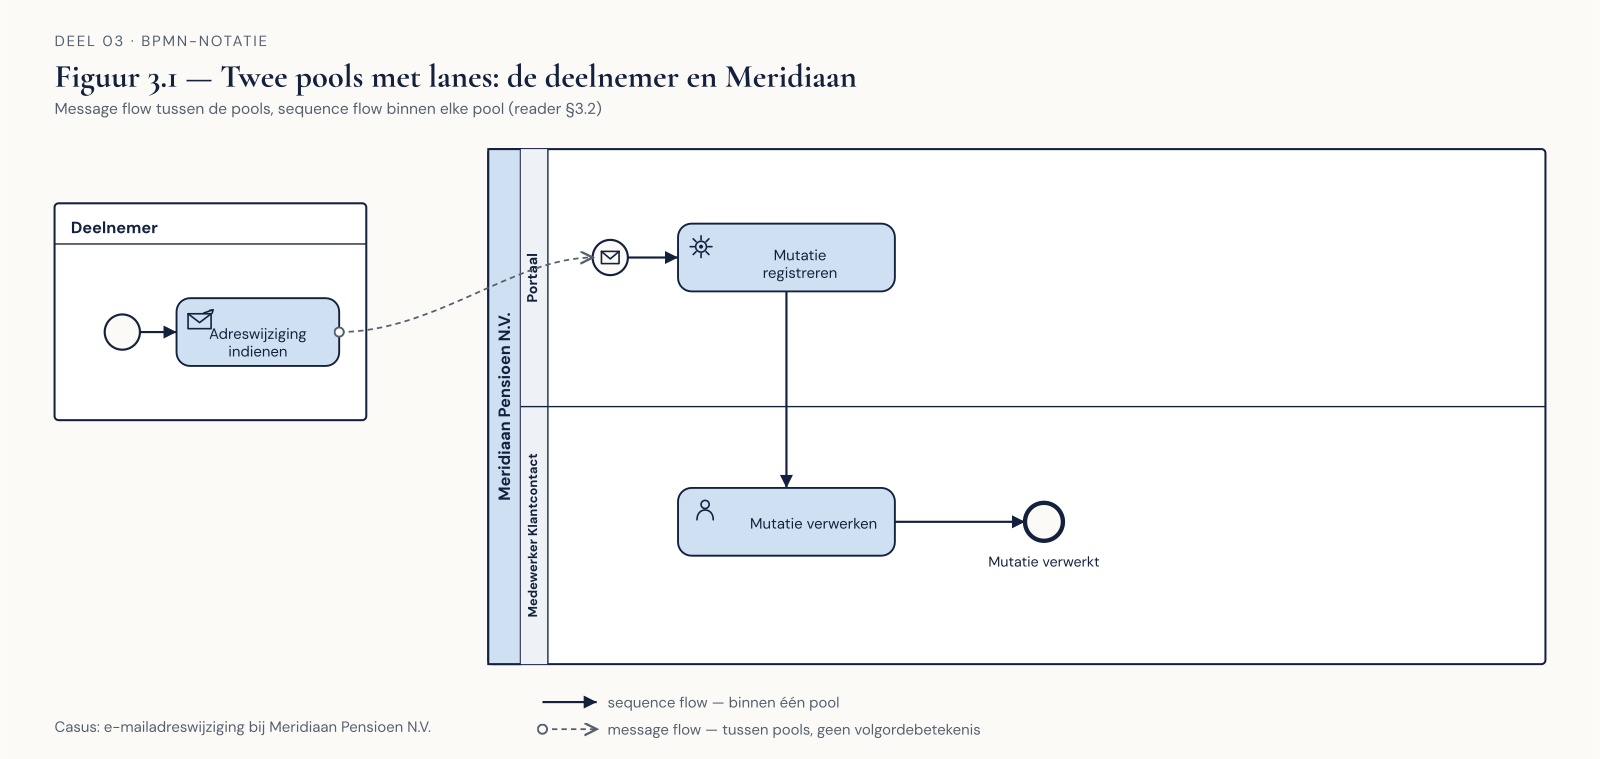 DEEL 03 · BPMN-NOTATIE
Figuur 3.1 — Twee pools met lanes: de deelnemer en Meridiaan
Message flow tussen de pools, sequence flow binnen elke pool (reader §3.2)
Deelnemer
Adreswijziging
indienen
Meridiaan Pensioen N.V.
Portaal
Mutatie
registreren
Medewerker Klantcontact
Mutatie verwerken
Mutatie verwerkt
sequence flow — binnen één pool
message flow — tussen pools, geen volgordebetekenis
Casus: e-mailadreswijziging bij Meridiaan Pensioen N.V.